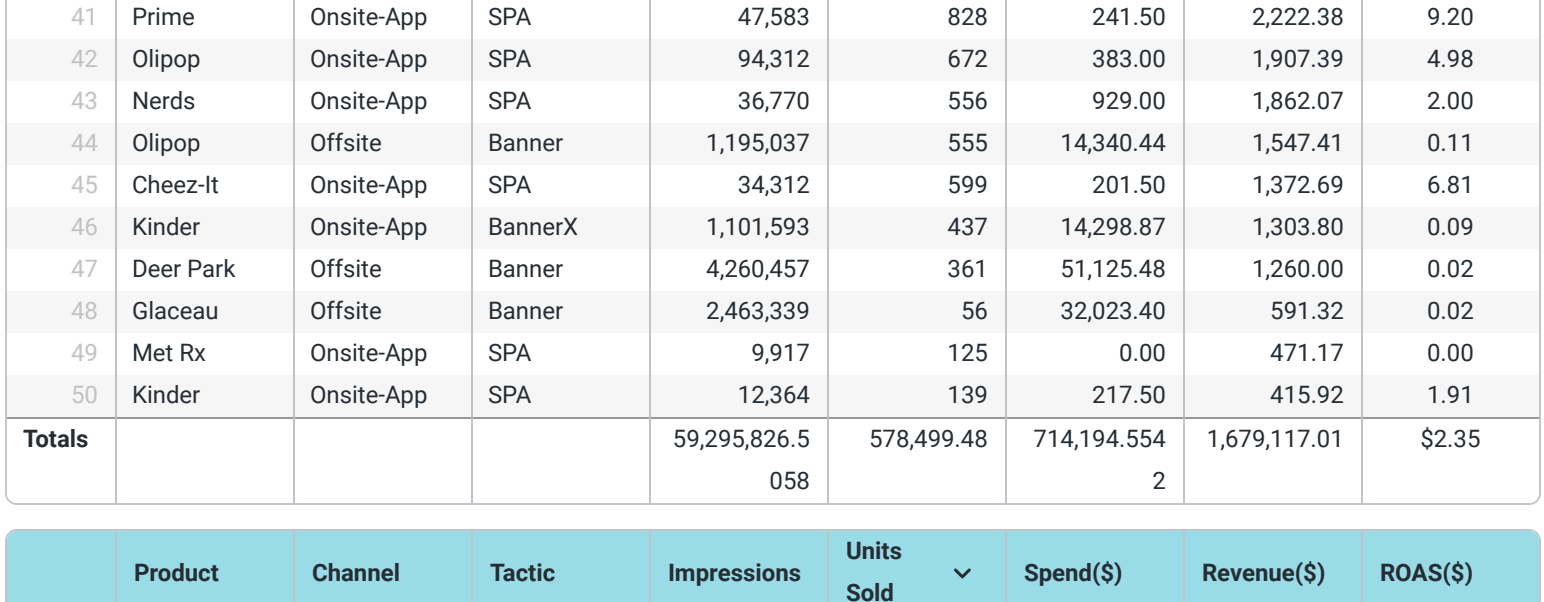 41 Prime Onsite-App SPA 47,583 828 241.50 2,222.38 9.20
42 Olipop Onsite-App SPA 94,312 672 383.00 1,907.39 4.98
43 Nerds Onsite-App SPA 36,770 556 929.00 1,862.07 2.00
44 Olipop Offsite Banner 1,195,037 555 14,340.44 1,547.41 0.11
45 Cheez-It Onsite-App SPA 34,312 599 201.50 1,372.69 6.81
46 Kinder Onsite-App BannerX 1,101,593 437 14,298.87 1,303.80 0.09
47 Deer Park Offsite Banner 4,260,457 361 51,125.48 1,260.00 0.02
48 Glaceau Offsite Banner 2,463,339 56 32,023.40 591.32 0.02
49 Met Rx Onsite-App SPA 9,917 125 0.00 471.17 0.00
50 Kinder Onsite-App SPA 12,364 139 217.50 415.92 1.91
Totals 59,295,826.5 578,499.48 714,194.554 1,679,117.01 $2.35
058 2
Units
Product Channel Tactic Impressions Spend($) Revenue($) ROAS($)
Sold